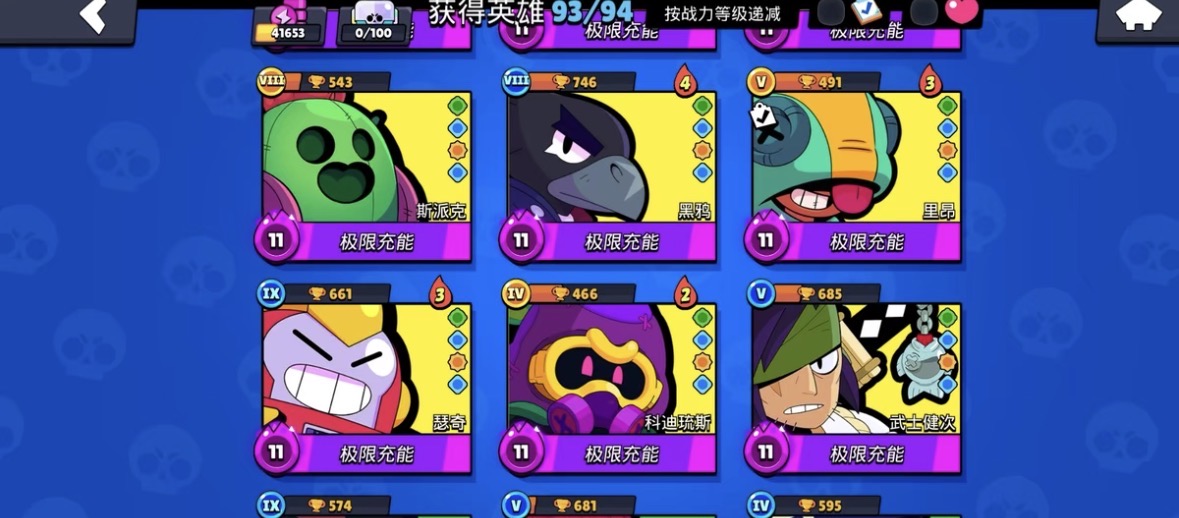 获得英雄 93/94
按战力等级递减
41653
0/100
11
极限充能
11
极限充能
VIII 543
斯派克
11 极限充能
VIII 746 4
黑鸦
11 极限充能
V 491 3
里昂
11 极限充能
IX 661 3
瑟奇
11 极限充能
IV 466 2
科迪琉斯
11 极限充能
V 685
武士健次
11 极限充能
IX 574
V 681
IV 595